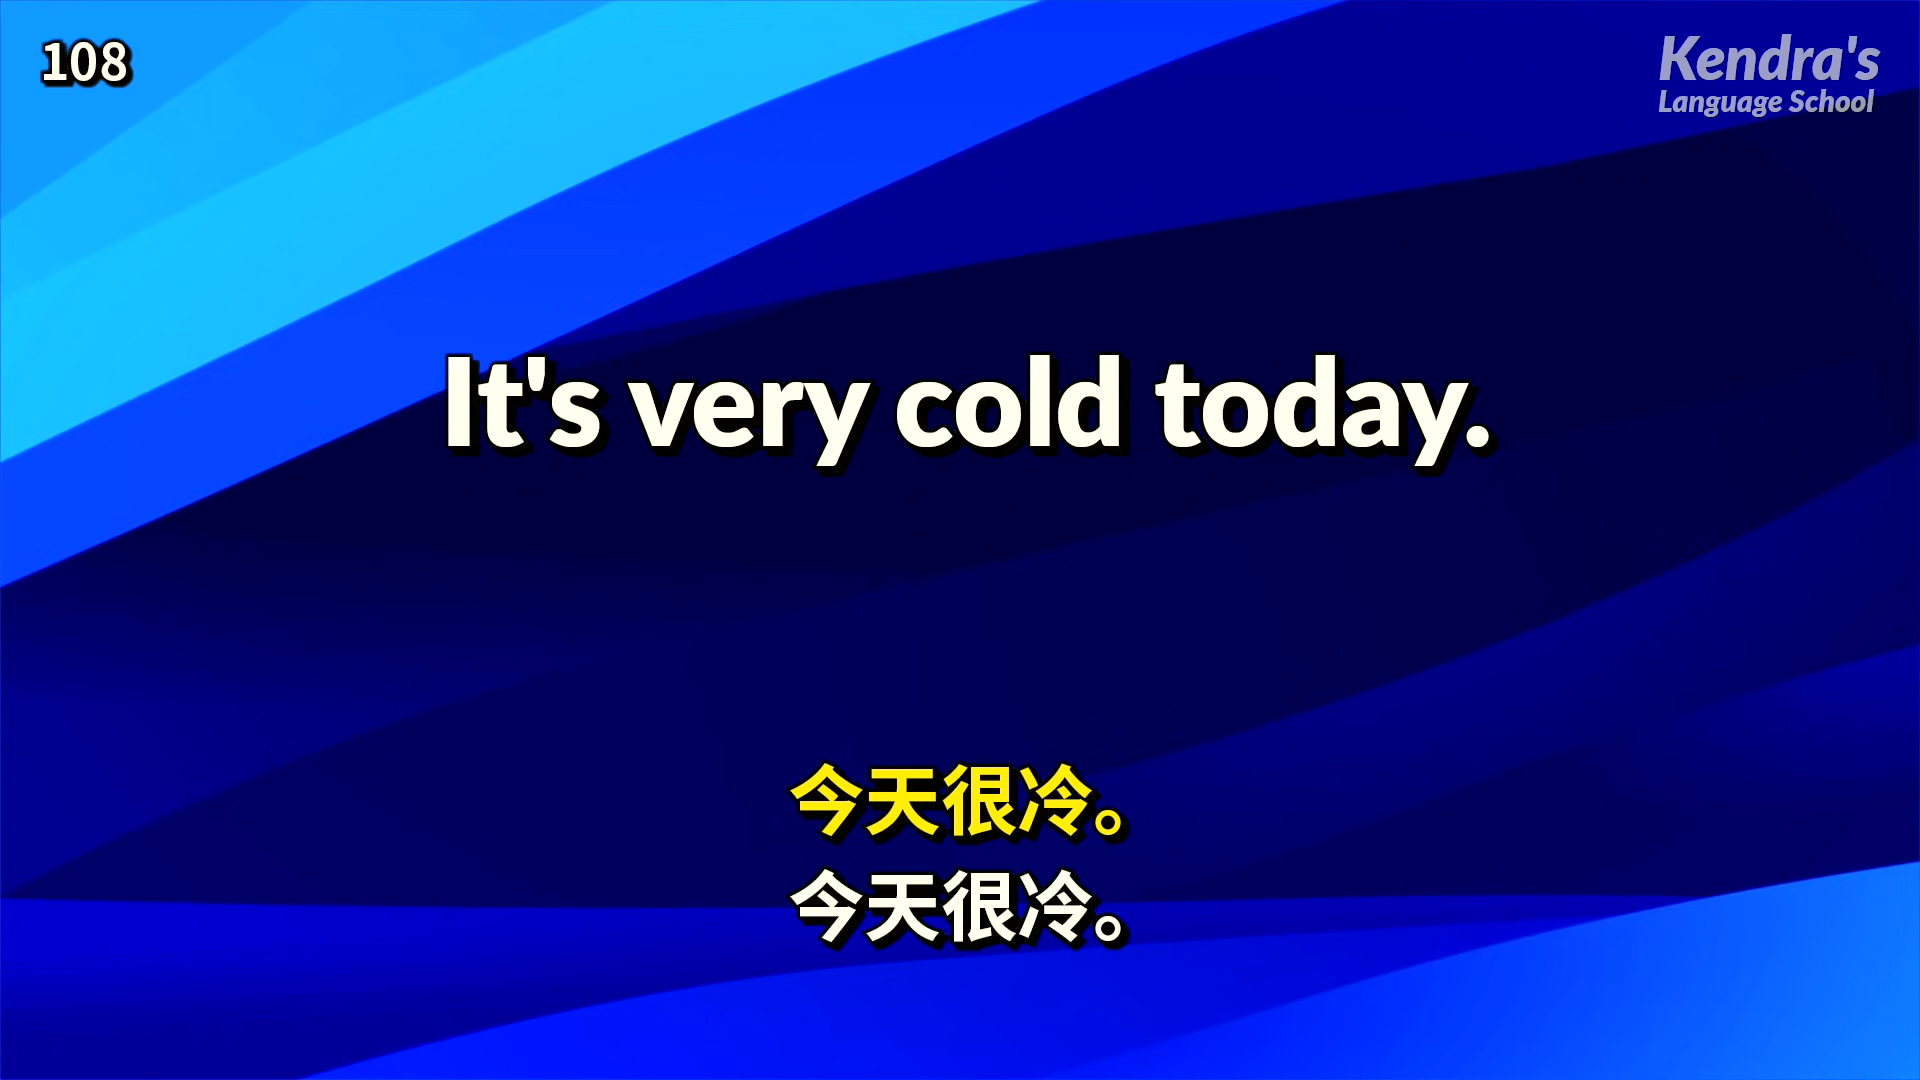 108
Kendra's
Language School
It's very cold today.
今天很冷。
今天很冷。